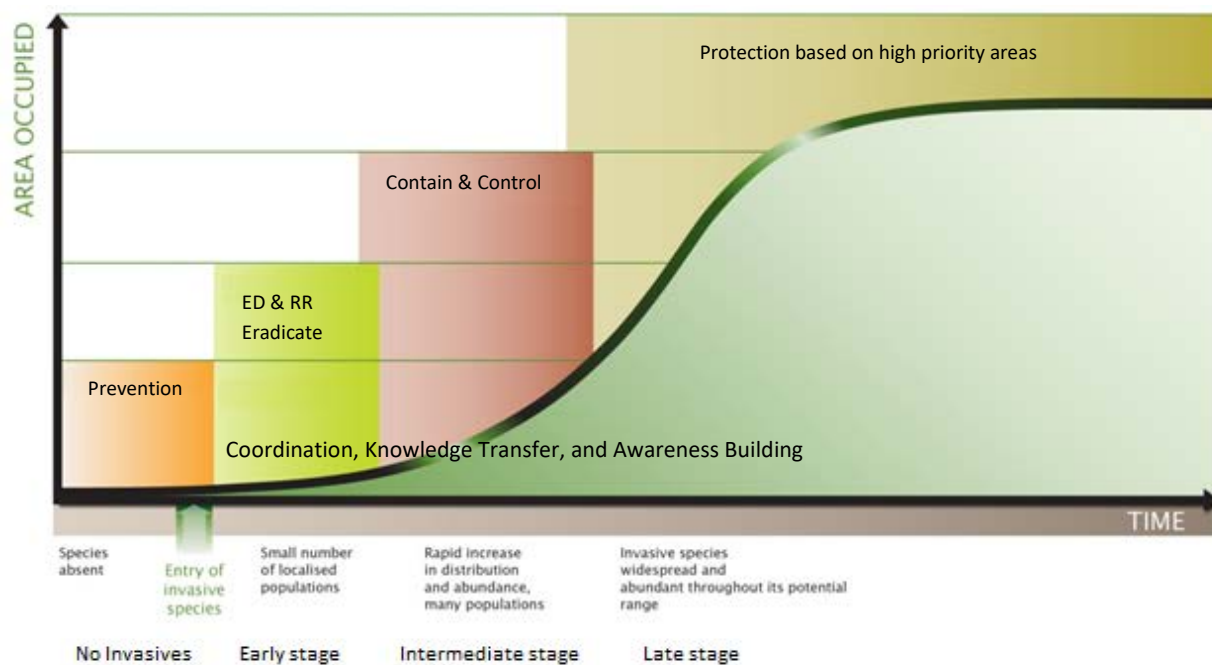 AREA OCCUPIED
Protection based on high priority areas
Contain & Control
ED & RR
Eradicate
Prevention
Coordination, Knowledge Transfer, and Awareness Building
TIME
Species
absent
Entry of
invasive
species
Small number
of localised
populations
Rapid increase
in distribution
and abundance,
many populations
Invasive species
widespread and
abundant throughout its potential
range
No Invasives
Early stage
Intermediate stage
Late stage